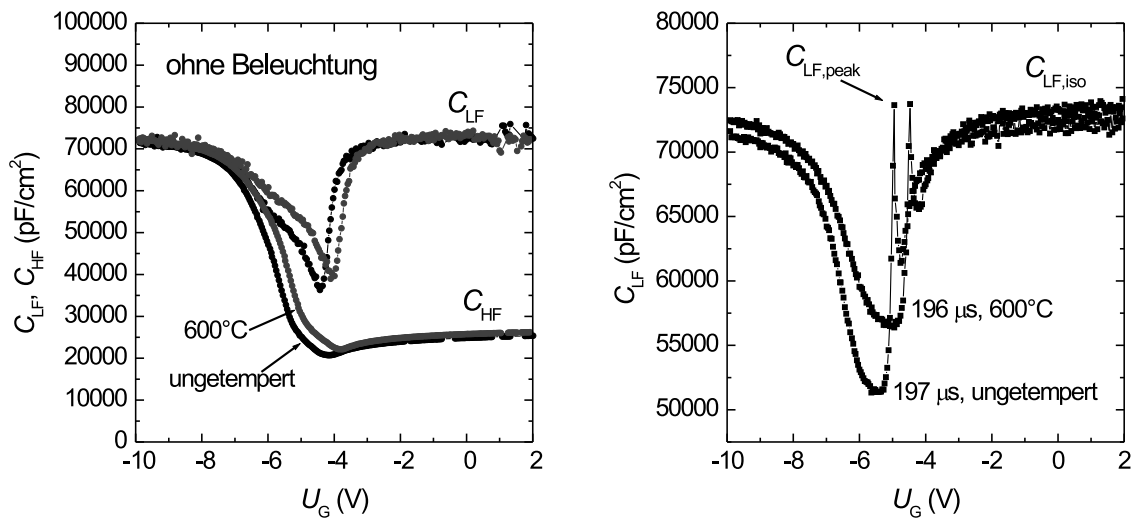 100000
90000
80000
70000
60000
50000
40000
30000
20000
10000
0
C_LF, C_HF (pF/cm²)
ohne Beleuchtung
C_LF
C_HF
600°C
ungetempert
-10 -8 -6 -4 -2 0 2
U_G (V)
85000
80000
75000
70000
65000
60000
55000
50000
C_LF (pF/cm²)
C_LF,peak
C_LF,iso
196 µs, 600°C
197 µs, ungetempert
-10 -8 -6 -4 -2 0 2
U_G (V)